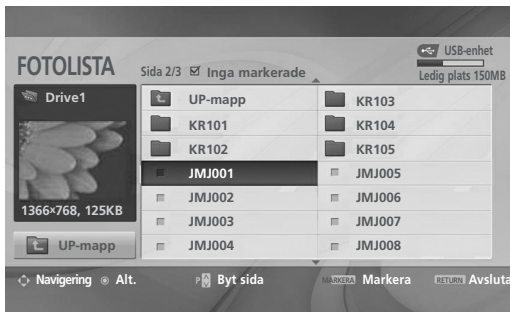 USB-enhet
FOTOLISTA
Sida 2/3 Inga markerade
Ledig plats 150MB
Drive1
UP-mapp KR103
KR101 KR104
KR102 KR105
JMJ001 JMJ005
JMJ002 JMJ006
JMJ003 JMJ007
JMJ004 JMJ008
1366×768, 125KB
UP-mapp
Navigering Alt. P Byt sida MARKERA Markera RETURN Avsluta